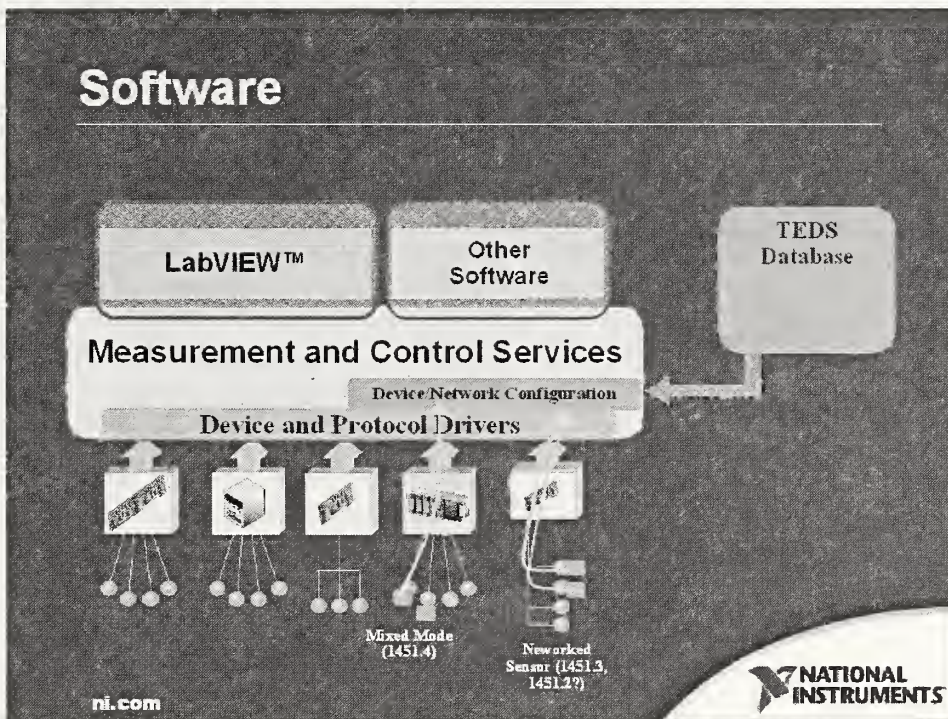 Software
LabVIEW™
Other
Software
TEDS
Database
Measurement and Control Services
Device/Network Configuration
Device and Protocol Drivers
Mixed Mode
(1451.4)
Neworked
Sensor (1451.3,
1451.2?)
ni.com
NATIONAL
INSTRUMENTS